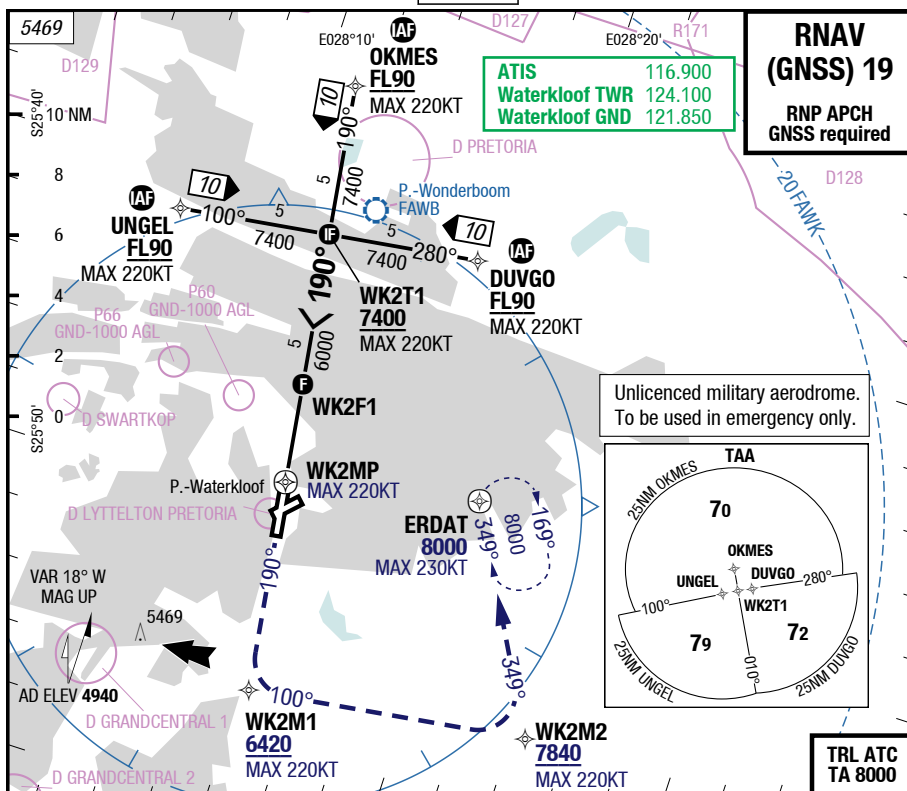 5469
D129
E028°10'
IAF
OKMES
FL90
MAX 220KT
D127
E028°20'
R171
RNAV
(GNSS) 19
RNP APCH
GNSS required
ATIS 116.900
Waterkloof TWR 124.100
Waterkloof GND 121.850
S25°40'
10 NM
10
190°
5
7400
D PRETORIA
D128
20 FAWK
8
IAF
UNGEL
FL90
MAX 220KT
10
100°
5
7400
P.-Wonderboom
FAWB
10
5
7400
280°
6
IF
IAF
DUVGO
FL90
MAX 220KT
190°
WK2T1
7400
MAX 220KT
4
P60
GND-1000 AGL
P66
GND-1000 AGL
5
6000
2
F
WK2F1
0
S25°50'
D SWARTKOP
Unlicenced military aerodrome.
To be used in emergency only.
P.-Waterkloof
WK2MP
MAX 220KT
D LYTTELTON PRETORIA
ERDAT
8000
MAX 230KT
349°
8000
169°
TAA
25NM OKMES
70
OKMES
UNGEL
DUVGO
280°
100°
WK2T1
79
72
010°
25NM UNGEL
25NM DUVGO
190°
VAR 18° W
MAG UP
5469
AD ELEV 4940
D GRANDCENTRAL 1
100°
349°
WK2M1
6420
MAX 220KT
WK2M2
7840
MAX 220KT
D GRANDCENTRAL 2
TRL ATC
TA 8000